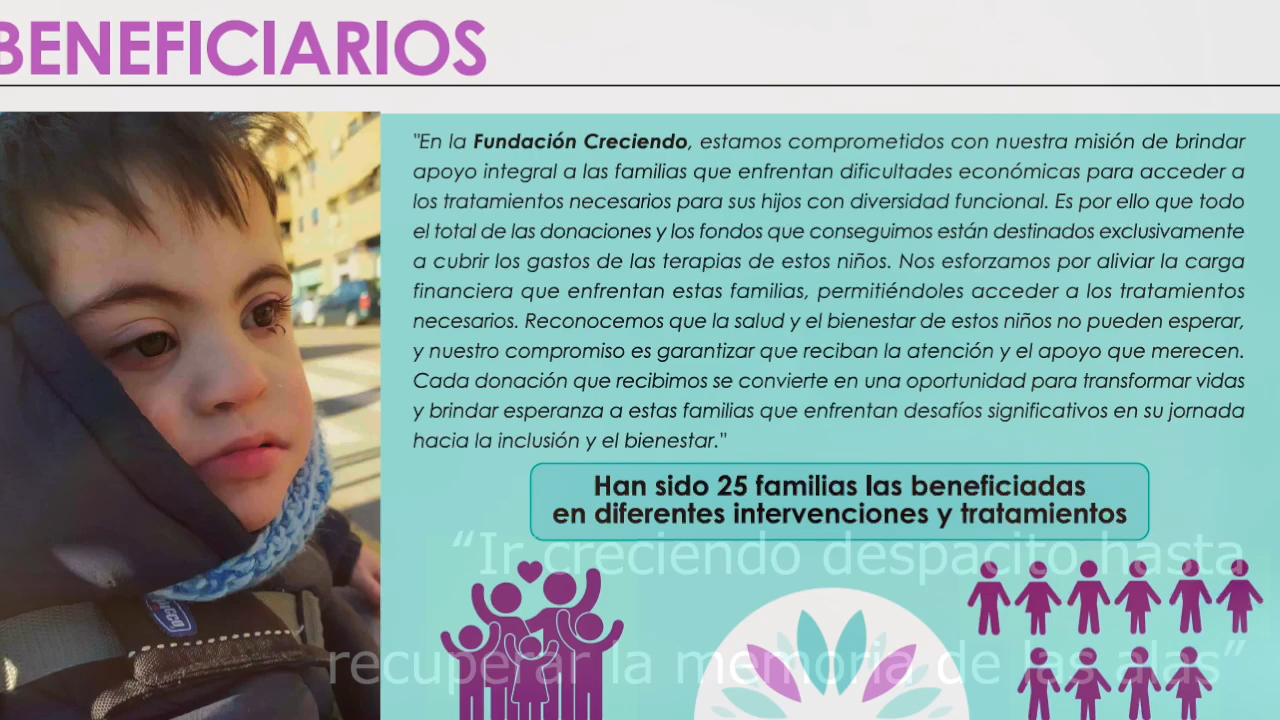 BENEFICIARIOS
"En la Fundación Creciendo, estamos comprometidos con nuestra misión de brindar
apoyo integral a las familias que enfrentan dificultades económicas para acceder a
los tratamientos necesarios para sus hijos con diversidad funcional. Es por ello que todo
el total de las donaciones y los fondos que conseguimos están destinados exclusivamente
a cubrir los gastos de las terapias de estos niños. Nos esforzamos por aliviar la carga
financiera que enfrentan estas familias, permitiéndoles acceder a los tratamientos
necesarios. Reconocemos que la salud y el bienestar de estos niños no pueden esperar,
y nuestro compromiso es garantizar que reciban la atención y el apoyo que merecen.
Cada donación que recibimos se convierte en una oportunidad para transformar vidas
y brindar esperanza a estas familias que enfrentan desafíos significativos en su jornada
hacia la inclusión y el bienestar."
Han sido 25 familias las beneficiadas
en diferentes intervenciones y tratamientos
“Ir creciendo despacito hasta
recuperar la memoria de las alas”
chicco